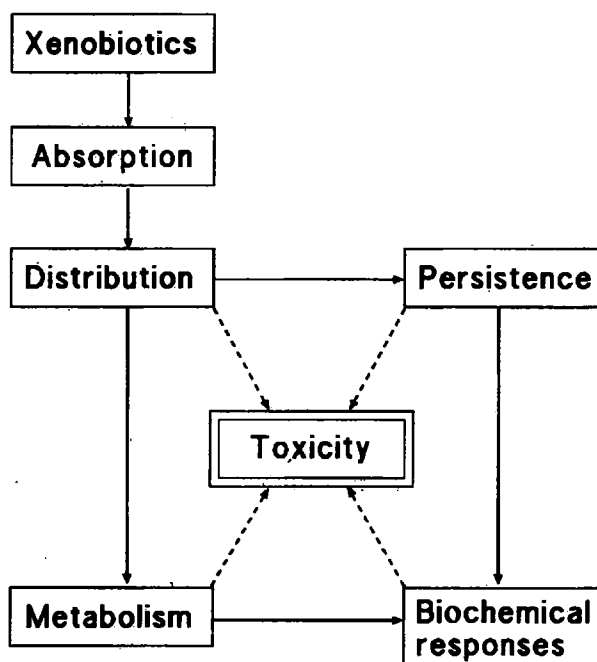 Xenobiotics
Absorption
Distribution
Persistence
Toxicity
Metabolism
Biochemical
responses